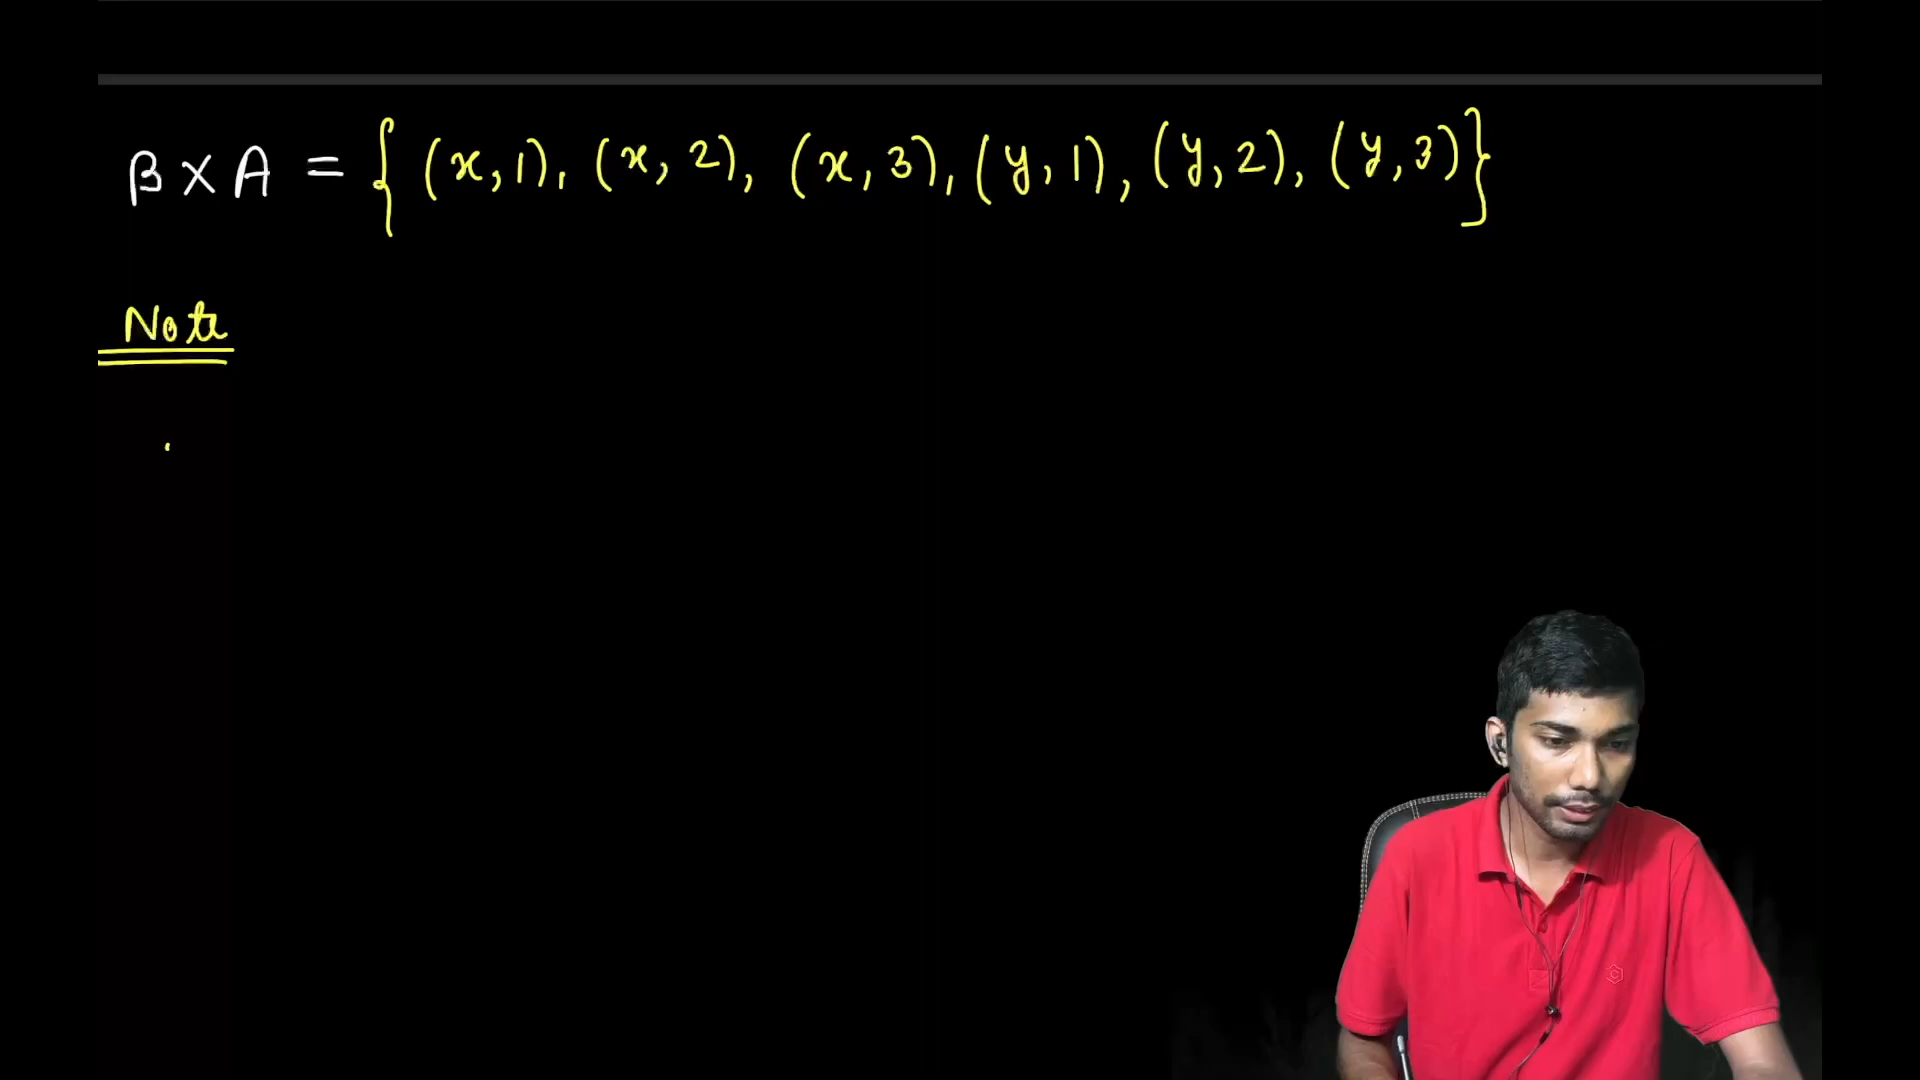 B × A = { (x, 1), (x, 2), (x, 3), (y, 1), (y, 2), (y, 3) }
Note